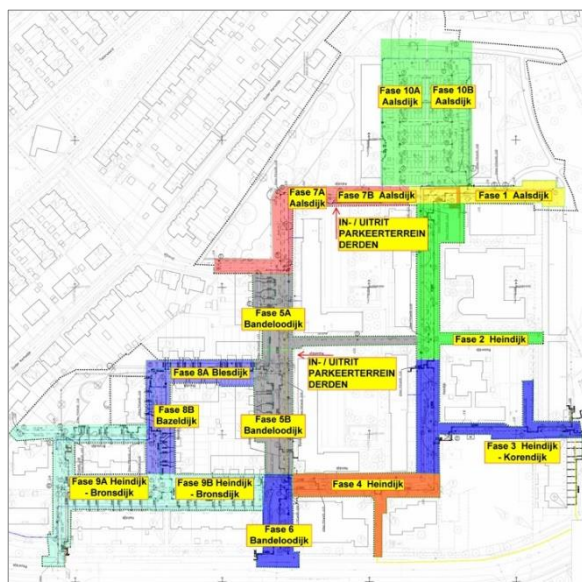 Fase 10A
Aalsdijk
Fase 10B
Aalsdijk
Fase 7A
Aalsdijk
Fase 7B Aalsdijk
Fase 1 Aalsdijk
IN- / UITRIT
PARKEERTERREIN
DERDEN
Fase 5A
Bandeloodijk
Fase 2 Heindijk
IN- / UITRIT
PARKEERTERREIN
DERDEN
Fase 8A Blesdijk
Fase 8B
Bazeldijk
Fase 5B
Bandeloodijk
Fase 3 Heindijk
- Korendijk
Fase 9A Heindijk
- Bronsdijk
Fase 9B Heindijk
- Bronsdijk
Fase 4 Heindijk
Fase 6
Bandeloodijk